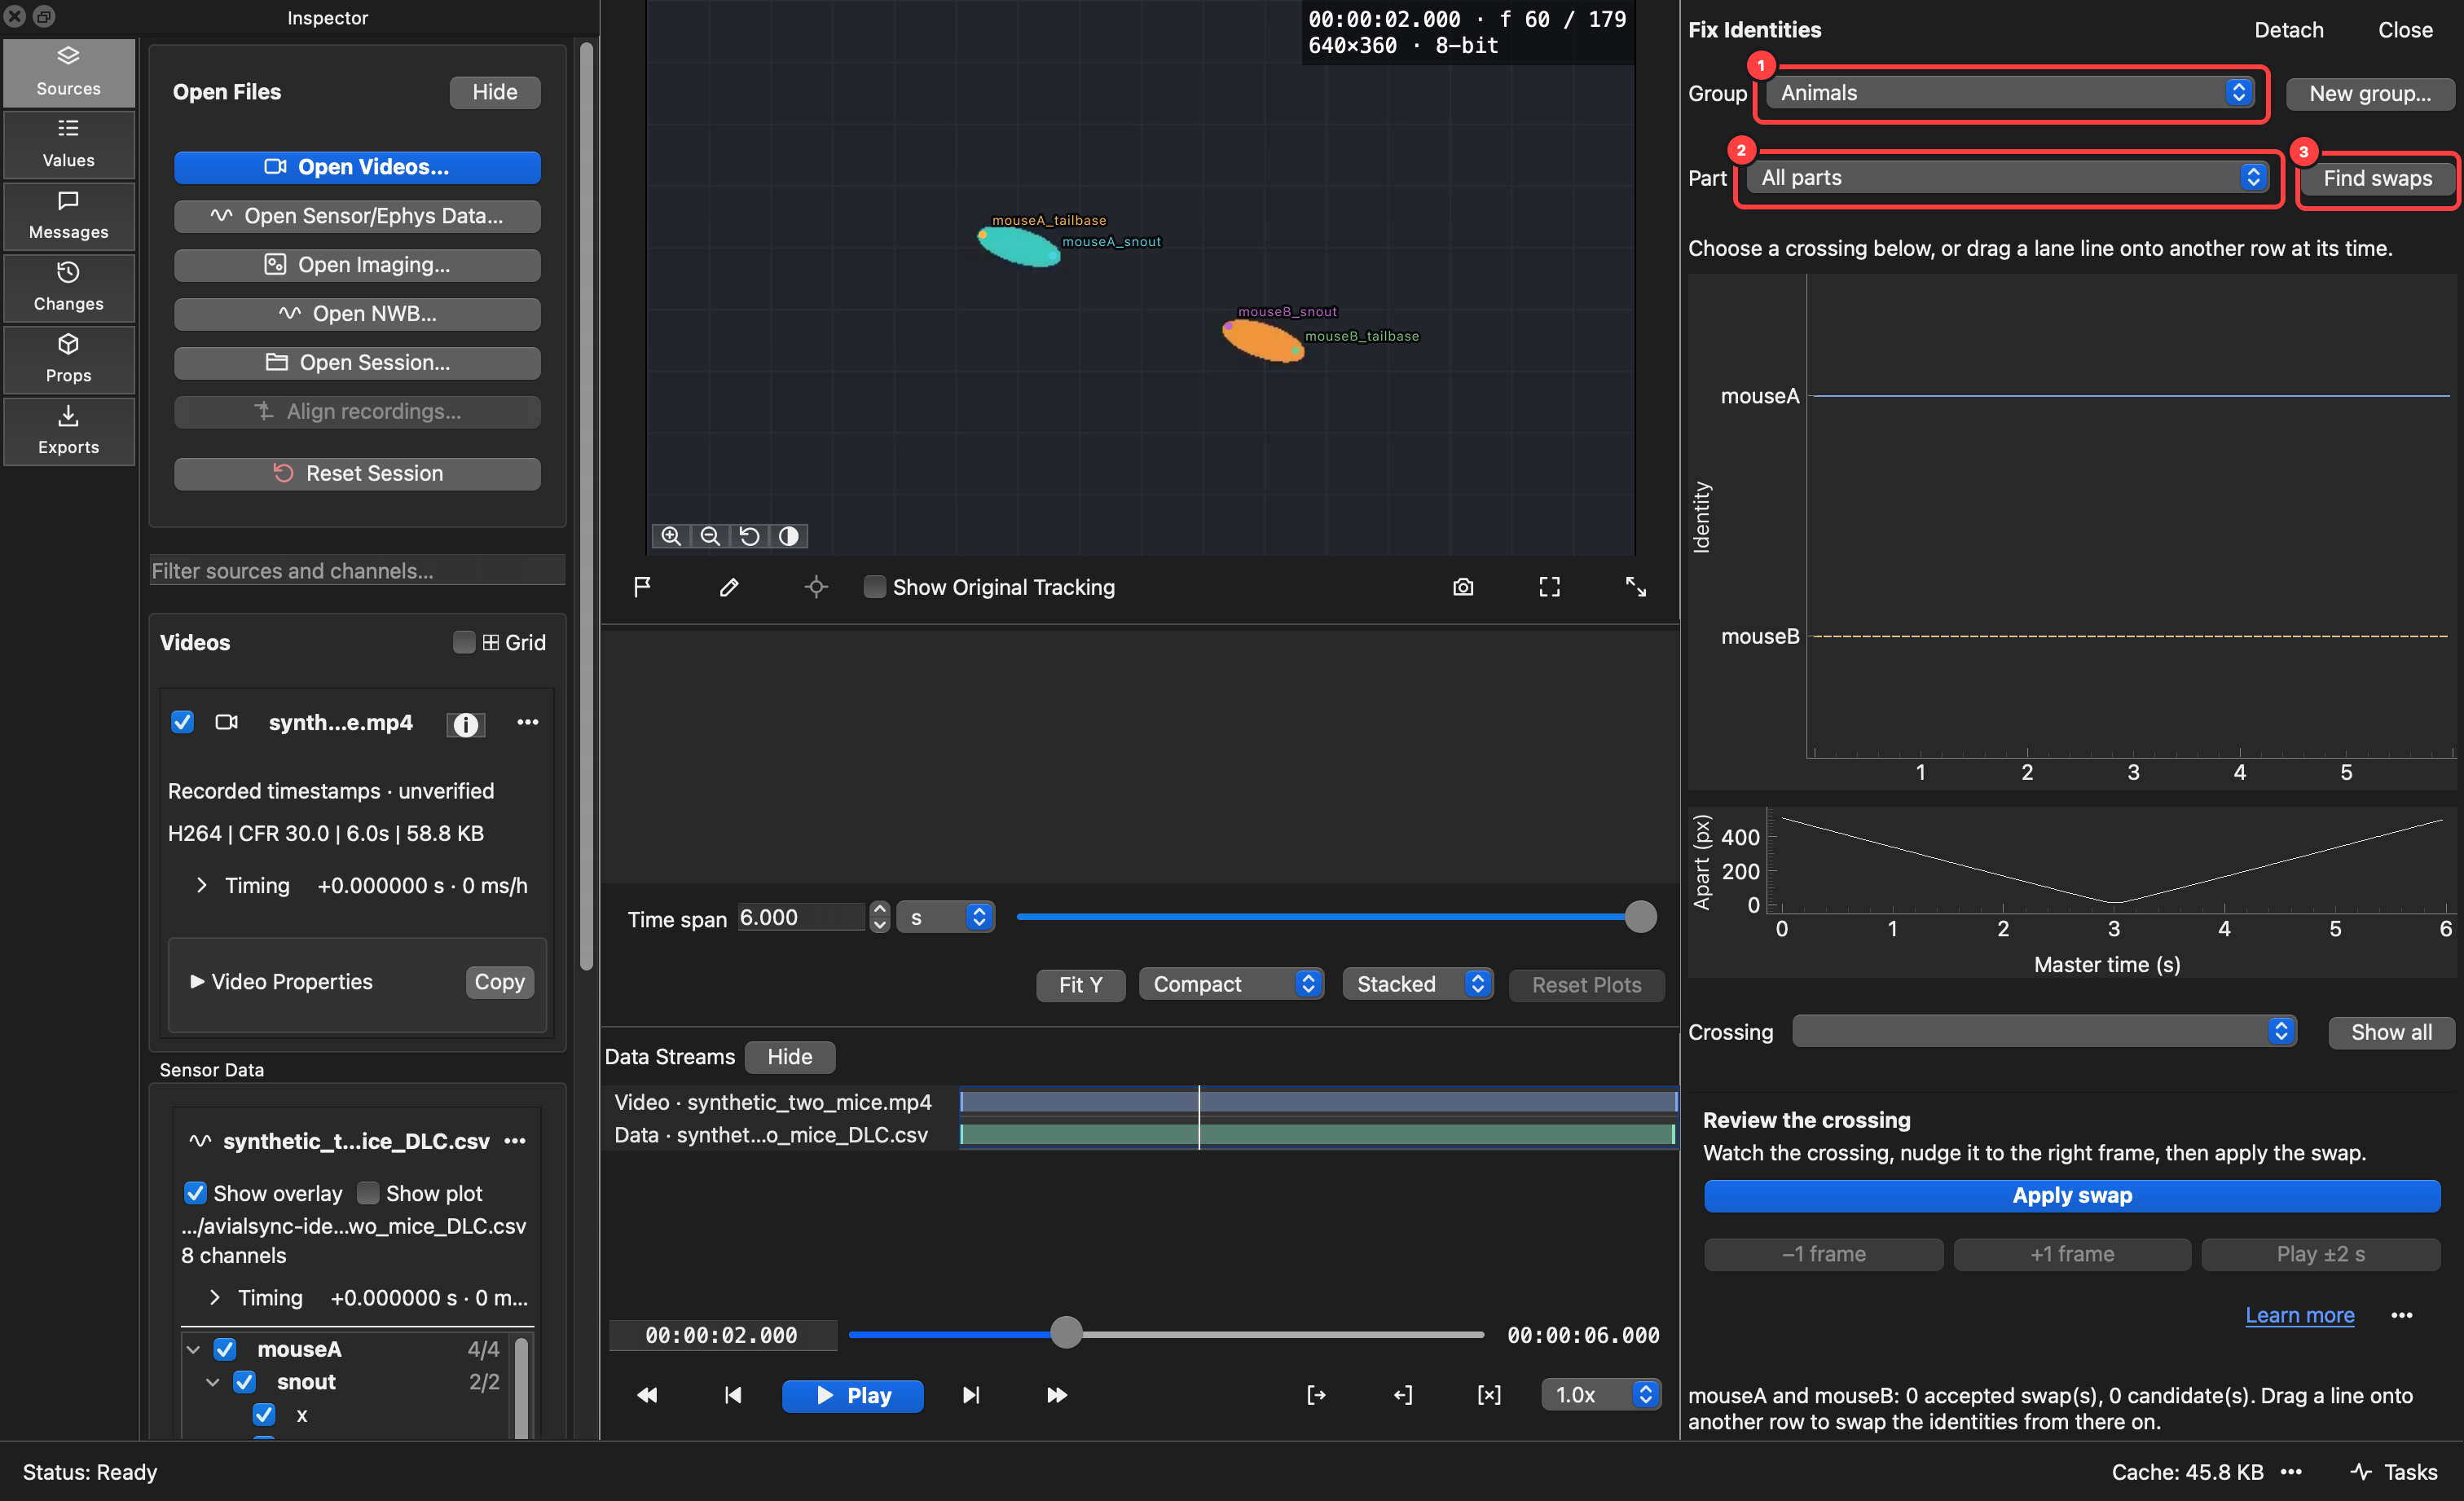 Inspector
Sources
Values
Messages
Changes
Props
Exports
Open Files
Hide
Open Videos...
Open Sensor/Ephys Data...
Open Imaging...
Open NWB...
Open Session...
Align recordings...
Reset Session
Filter sources and channels...
Videos
Grid
synth...e.mp4
Recorded timestamps · unverified
H264 | CFR 30.0 | 6.0s | 58.8 KB
Timing +0.000000 s · 0 ms/h
Video Properties
Copy
Sensor Data
synthetic_t...ice_DLC.csv
Show overlay
Show plot
.../avialsync-ide...wo_mice_DLC.csv
8 channels
Timing +0.000000 s · 0 m...
mouseA 4/4
snout 2/2
x
00:00:02.000 · f 60 / 179
640×360 · 8-bit
mouseA_tailbase
mouseA_snout
mouseB_snout
mouseB_tailbase
Show Original Tracking
Time span 6.000 s
Fit Y
Compact
Stacked
Reset Plots
Data Streams
Hide
Video · synthetic_two_mice.mp4
Data · synthet...o_mice_DLC.csv
00:00:02.000
00:00:06.000
Play
1.0x
Fix Identities
Detach
Close
1
Group Animals
New group...
2
3
Part All parts
Find swaps
Choose a crossing below, or drag a lane line onto another row at its time.
mouseA
Identity
mouseB
1 2 3 4 5
Apart (px)
400
200
0
0 1 2 3 4 5 6
Master time (s)
Crossing
Show all
Review the crossing
Watch the crossing, nudge it to the right frame, then apply the swap.
Apply swap
−1 frame
+1 frame
Play ±2 s
Learn more
mouseA and mouseB: 0 accepted swap(s), 0 candidate(s). Drag a line onto
another row to swap the identities from there on.
Status: Ready
Cache: 45.8 KB
Tasks